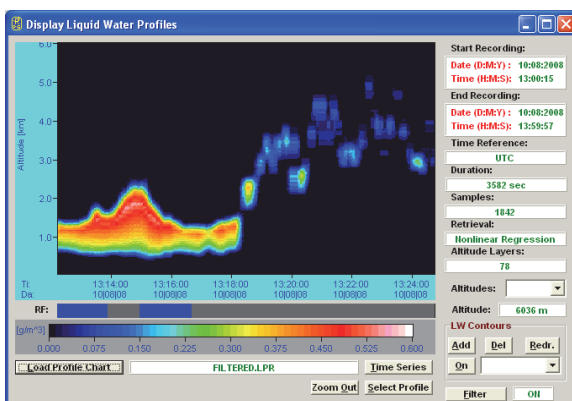 Display Liquid Water Profiles
Start Recording:
Date (D:M:Y) : 10:08:2008
Time (H:M:S): 13:00:15
End Recording:
Date (D:M:Y) : 10:08:2008
Time (H:M:S): 13:59:57
Time Reference:
UTC
Duration:
3582 sec
Samples:
1842
Retrieval:
Nonlinear Regression
Altitude Layers:
78
Altitudes:
Altitude: 6036 m
LW Contours
Add Del Redr.
On
Filter ON
6.0
5.0
4.0
3.0
2.0
1.0
Altitude [km]
Ti: 13:14:00 13:16:00 13:18:00 13:20:00 13:22:00 13:24:00
Da: 10|08|08 10|08|08 10|08|08 10|08|08 10|08|08 10|08|08
RF:
[g/m^3]
0.000 0.075 0.150 0.225 0.300 0.375 0.450 0.525 0.600
Load Profile Chart FILTERED.LPR Time Series
Zoom Out Select Profile